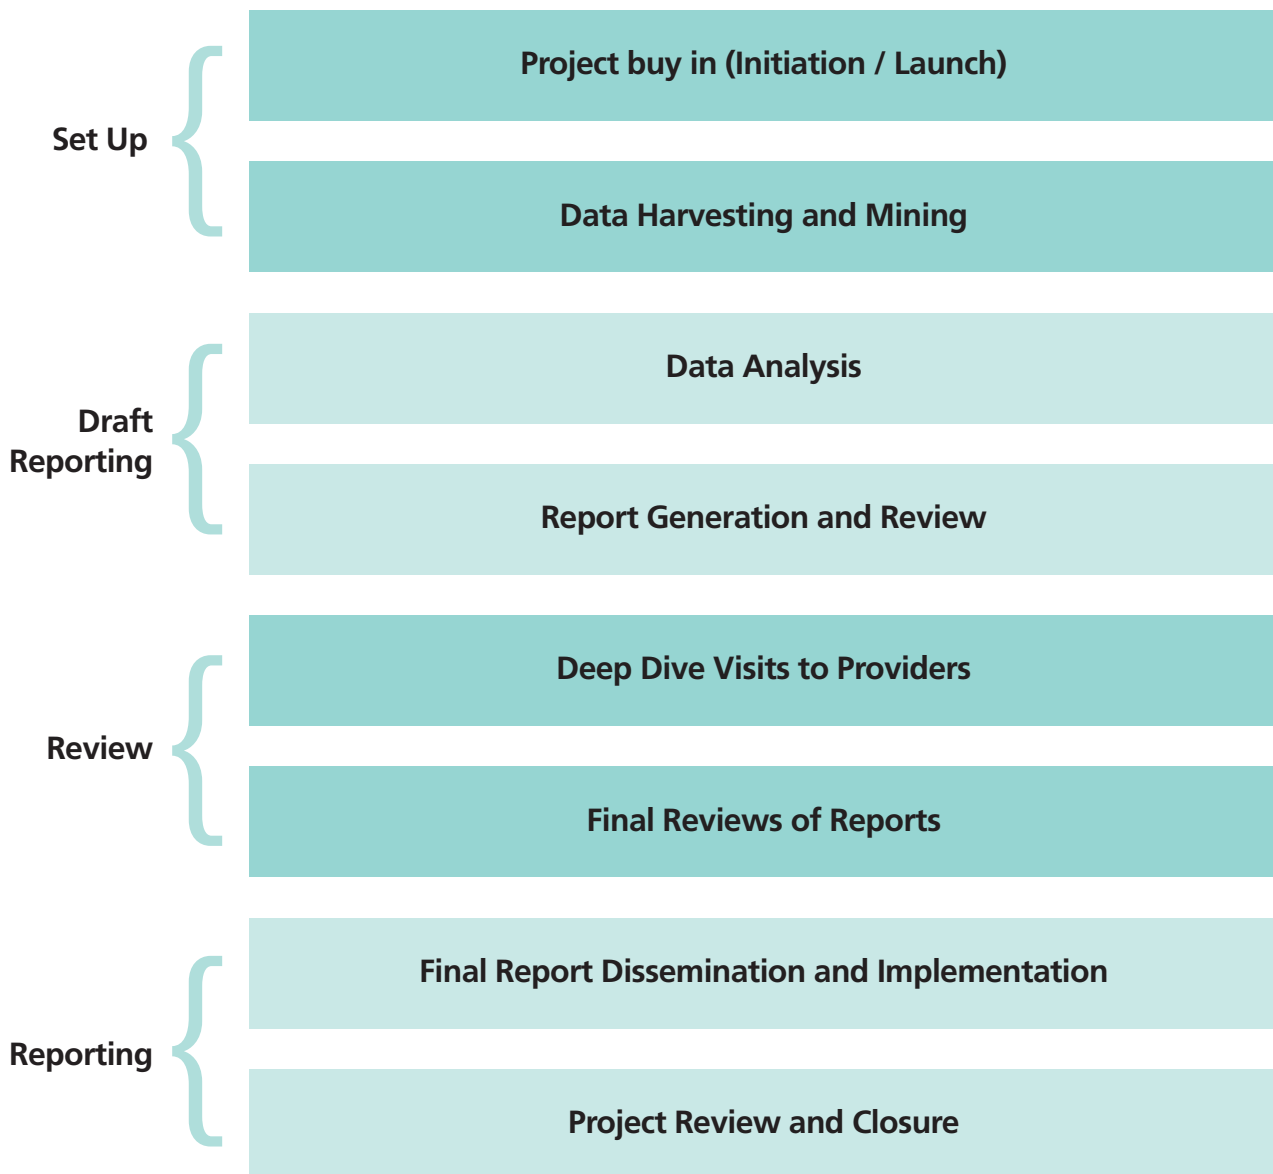 Project buy in (Initiation / Launch)
Set Up
Data Harvesting and Mining
Data Analysis
Draft
Reporting
Report Generation and Review
Deep Dive Visits to Providers
Review
Final Reviews of Reports
Final Report Dissemination and Implementation
Reporting
Project Review and Closure